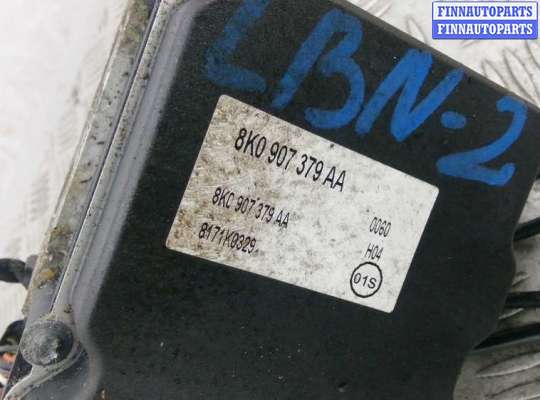 FINNAUTOPARTS
FINNAUTOPARTS
LBN-2
8K0 907 379 AA
8K0 907 379 AA 0060
8171K0329 H04
01S